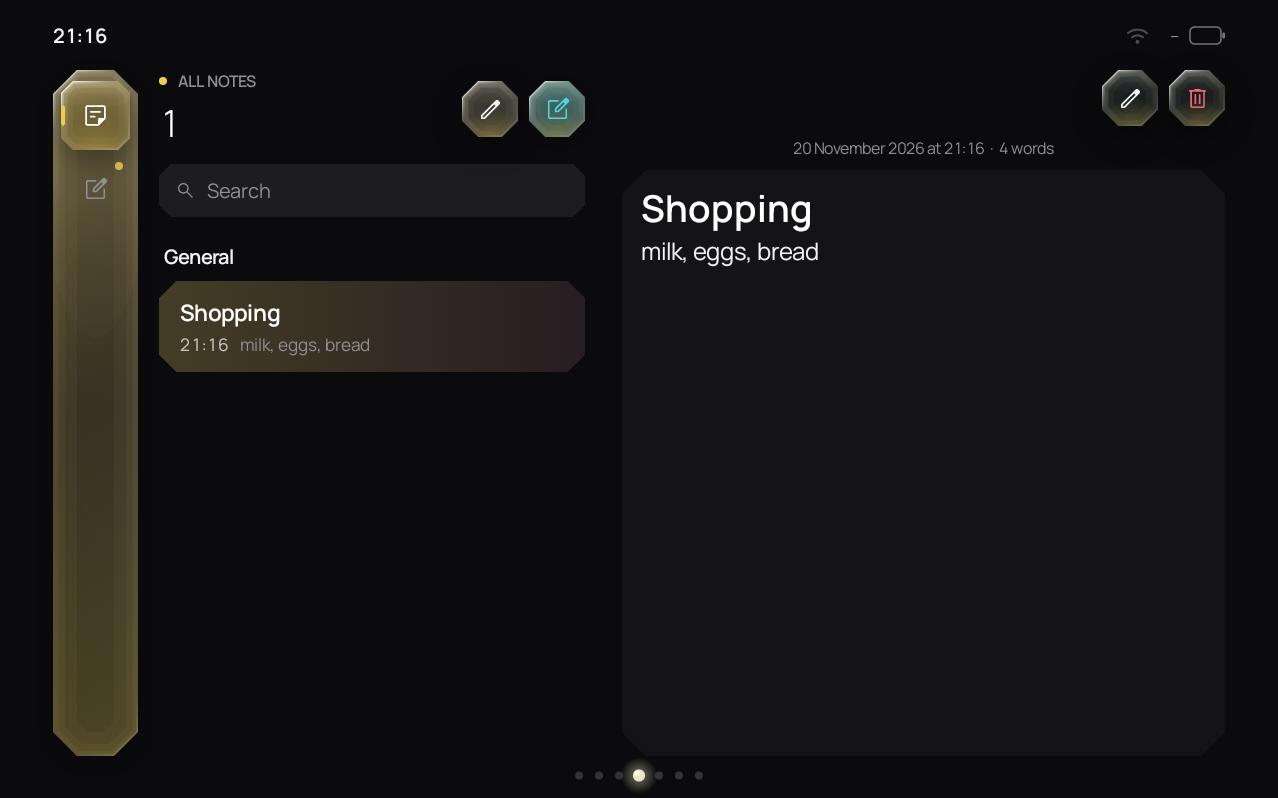 21:16
–
ALL NOTES
1
Search
General
Shopping
21:16 milk, eggs, bread
20 November 2026 at 21:16 · 4 words
Shopping
milk, eggs, bread